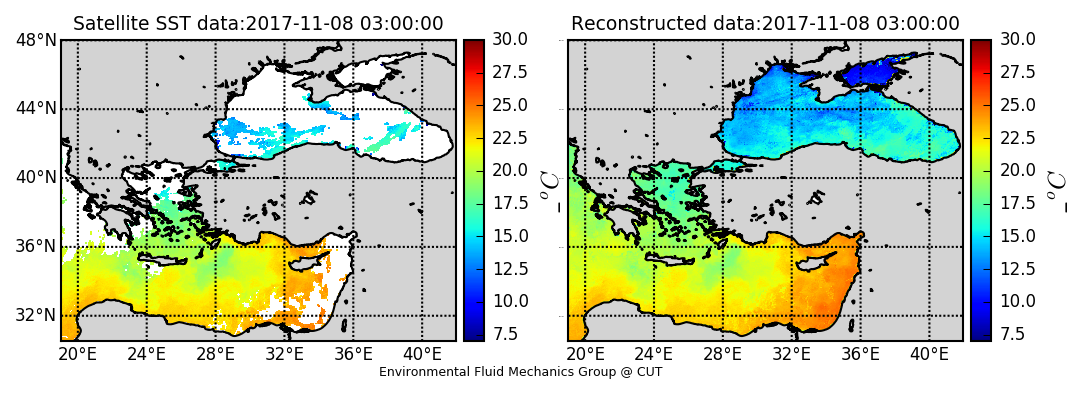 Satellite SST data:2017-11-08 03:00:00
Reconstructed data:2017-11-08 03:00:00
48°N
44°N
40°N
36°N
32°N
20°E 24°E 28°E 32°E 36°E 40°E
30.0
27.5
25.0
22.5
20.0
17.5
15.0
12.5
10.0
7.5
_°C
20°E 24°E 28°E 32°E 36°E 40°E
30.0
27.5
25.0
22.5
20.0
17.5
15.0
12.5
10.0
7.5
_°C
Environmental Fluid Mechanics Group @ CUT